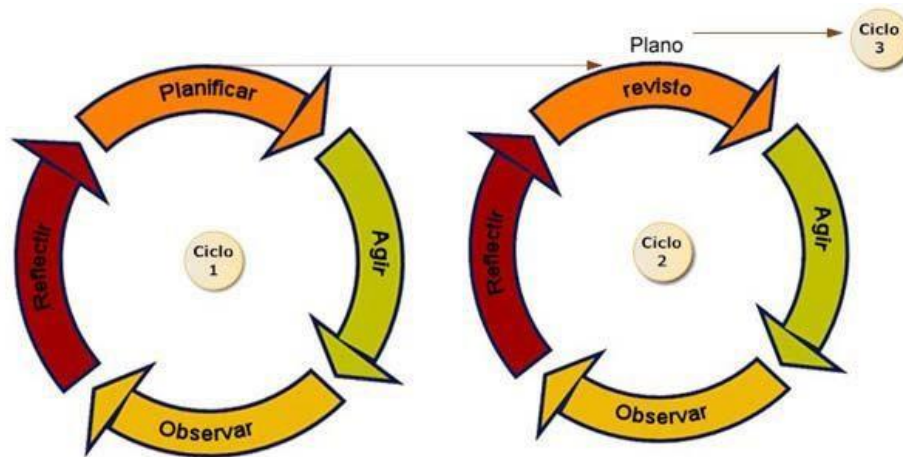 Planificar
Agir
Observar
Reflectir
Ciclo
1
Plano
revisto
Agir
Observar
Reflectir
Ciclo
2
Ciclo
3